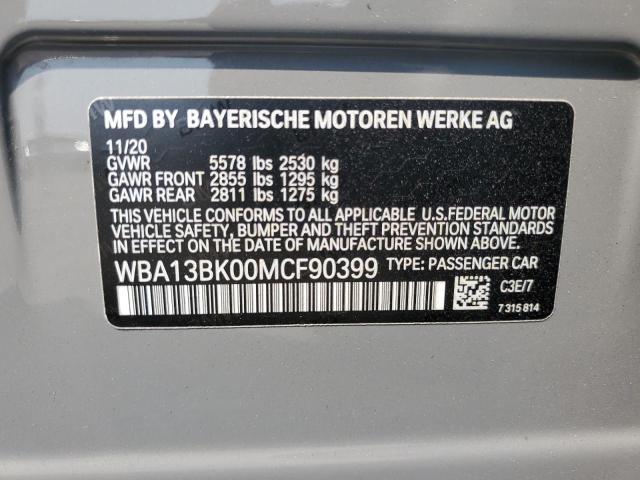 MFD BY BAYERISCHE MOTOREN WERKE AG
11/20
GVWR 5578 lbs 2530 kg
GAWR FRONT 2855 lbs 1295 kg
GAWR REAR 2811 lbs 1275 kg
THIS VEHICLE CONFORMS TO ALL APPLICABLE U.S.FEDERAL MOTOR
VEHICLE SAFETY, BUMPER AND THEFT PREVENTION STANDARDS
IN EFFECT ON THE DATE OF MANUFACTURE SHOWN ABOVE.
WBA13BK00MCF90399 TYPE: PASSENGER CAR
C3E/7
7 315 814